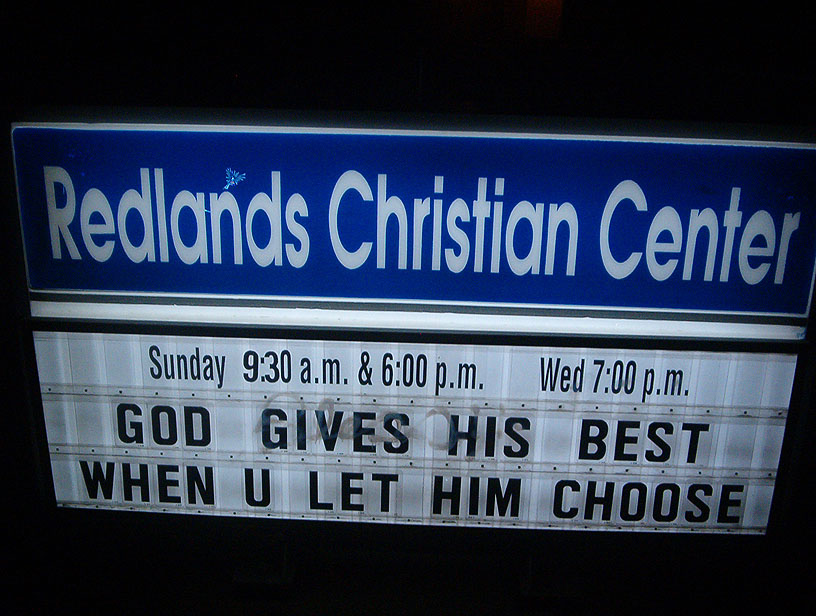 Redlands Christian Center
Sunday 9:30 a.m. & 6:00 p.m. Wed 7:00 p.m.
GOD GIVES HIS BEST
WHEN U LET HIM CHOOSE